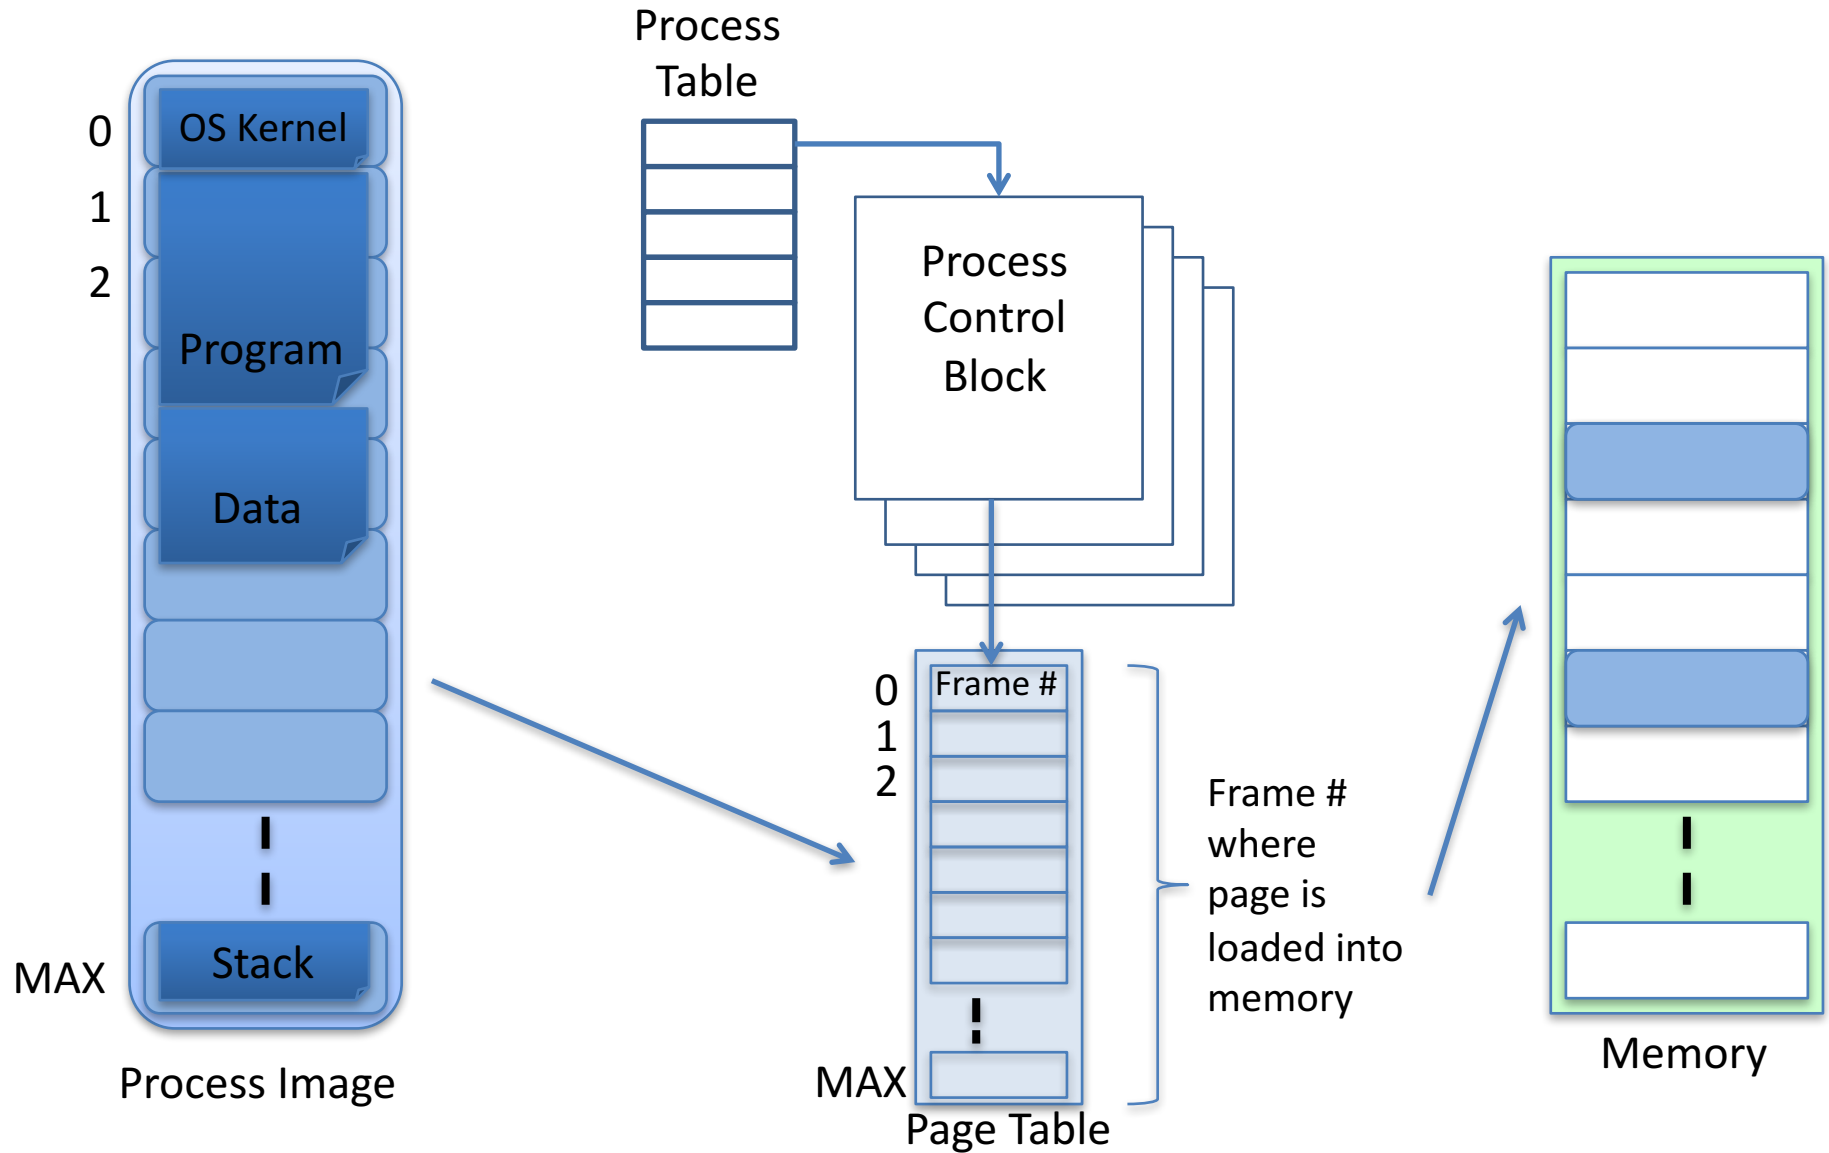 Process
Table
0
OS Kernel
1
2
Program
Data
MAX
Stack
Process Image
Process
Control
Block
0
Frame #
1
2
MAX
Page Table
Frame #
where
page is
loaded into
memory
Memory